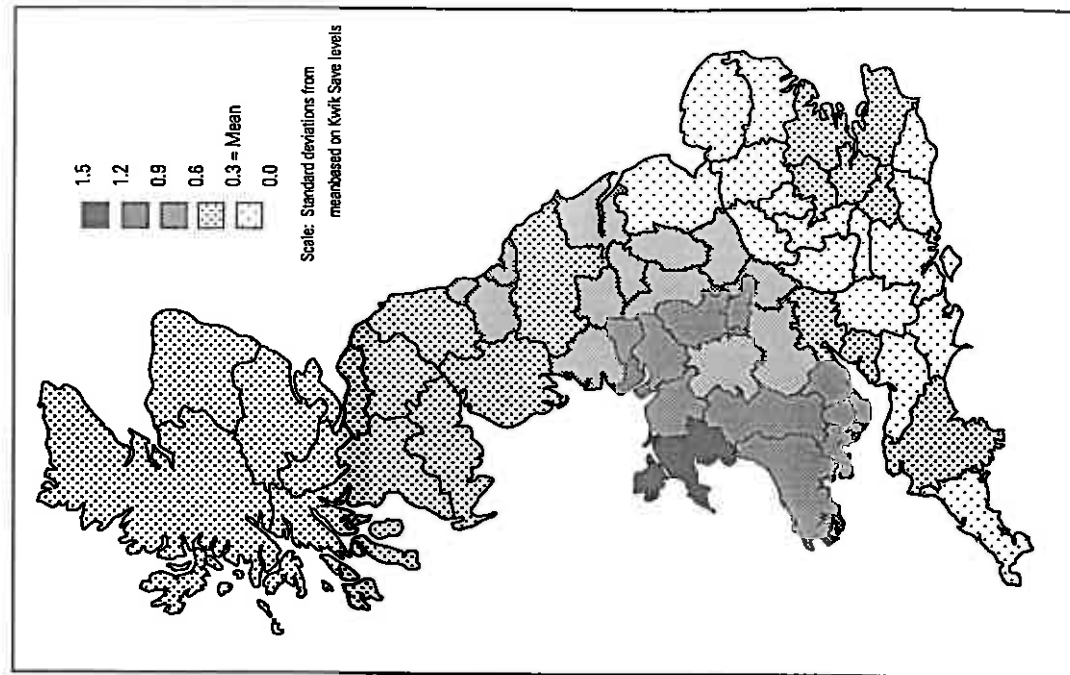 1.5
1.2
0.9
0.6
0.3 = Mean
0.0
Scale: Standard deviations from
meanbased on Kwik Save levels